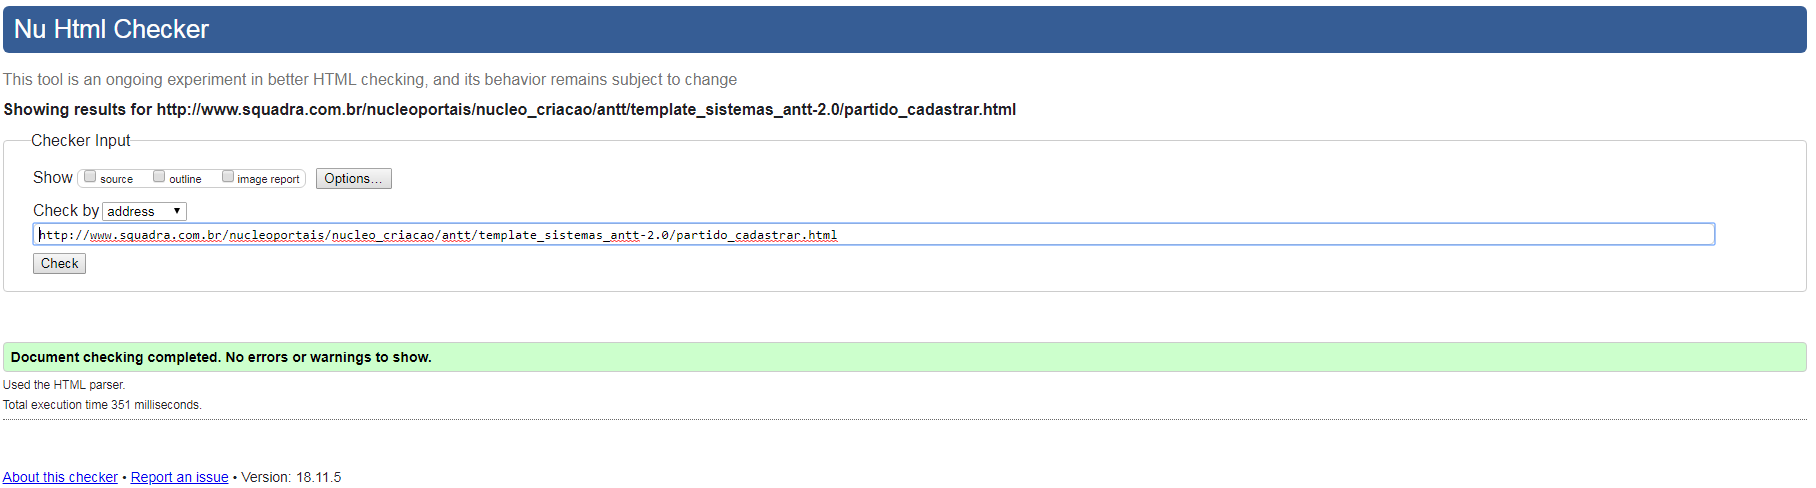 Nu Html Checker
This tool is an ongoing experiment in better HTML checking, and its behavior remains subject to change
Showing results for http://www.squadra.com.br/nucleoportais/nucleo_criacao/antt/template_sistemas_antt-2.0/partido_cadastrar.html
Checker Input
Show source outline image report Options...
Check by address
http://www.squadra.com.br/nucleoportais/nucleo_criacao/antt/template_sistemas_antt-2.0/partido_cadastrar.html
Check
Document checking completed. No errors or warnings to show.
Used the HTML parser.
Total execution time 351 milliseconds.
About this checker • Report an issue • Version: 18.11.5